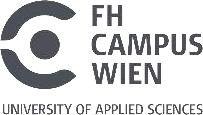 FH
CAMPUS
WIEN
UNIVERSITY OF APPLIED SCIENCES